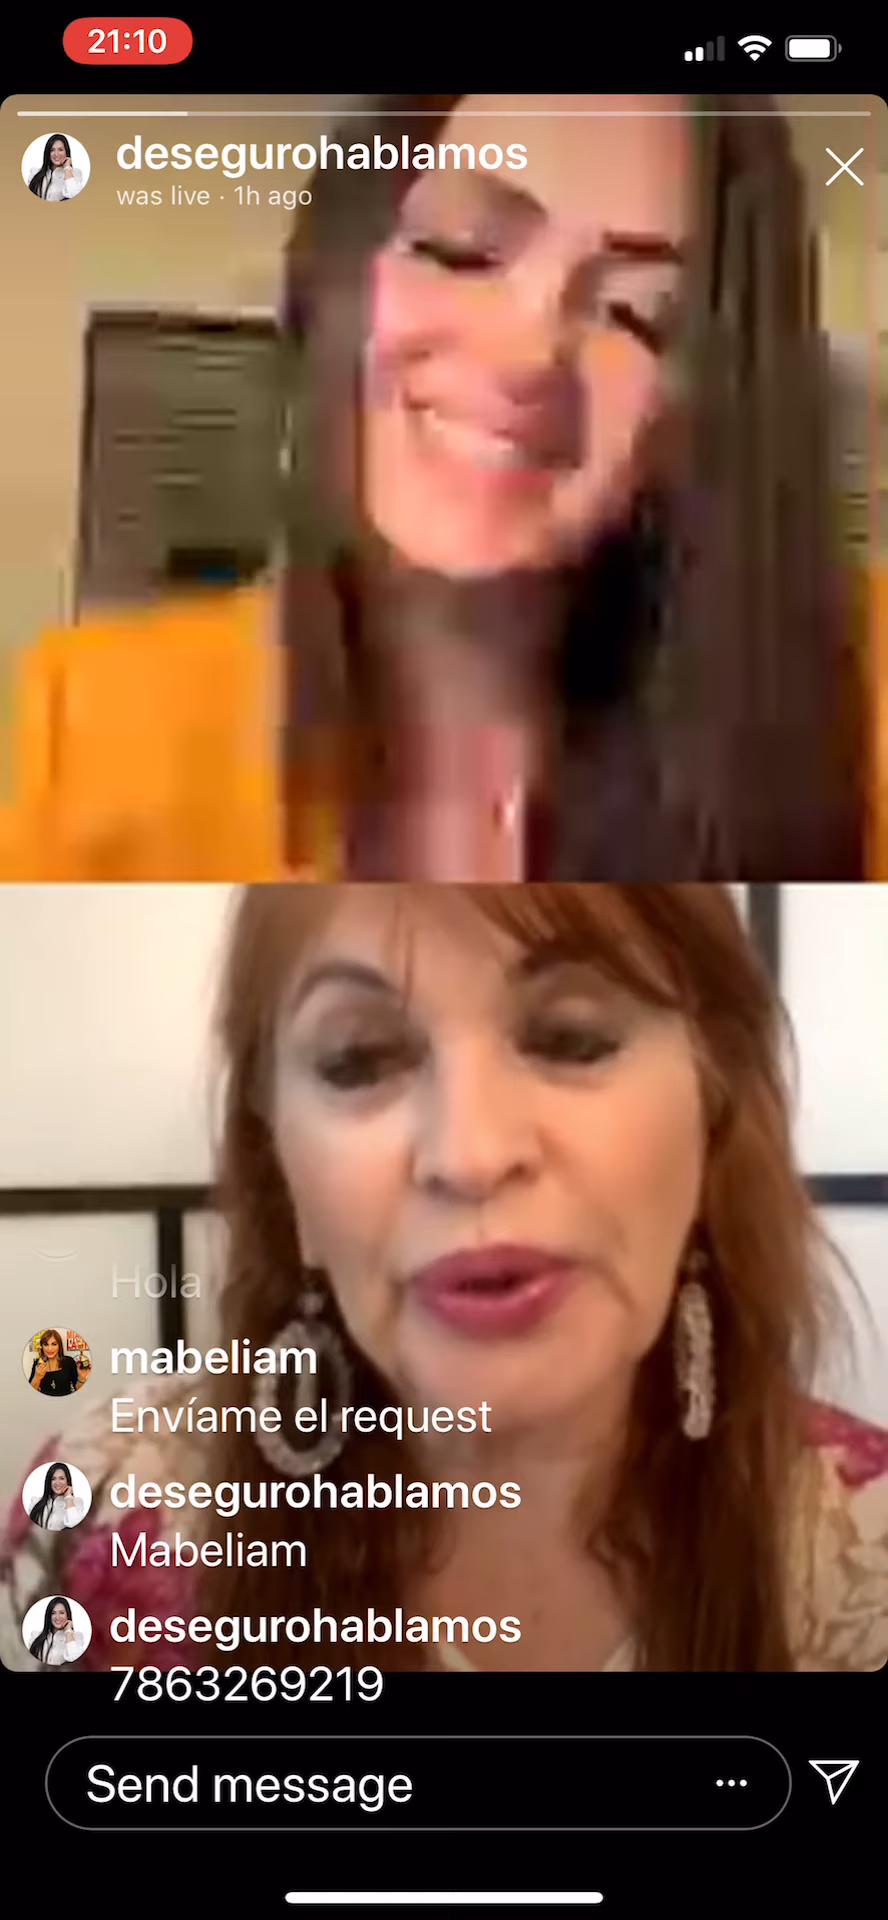 21:10
desegurohablamos
was live · 1h ago
Hola
mabeliam
Envíame el request
desegurohablamos
Mabeliam
desegurohablamos
7863269219
Send message